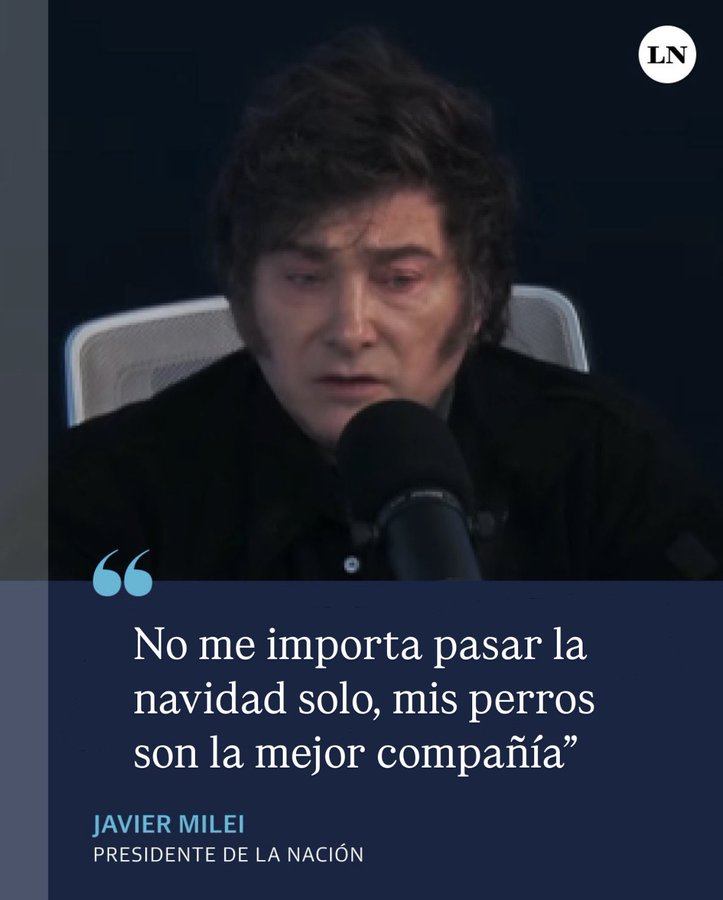 LN
“
No me importa pasar la
navidad solo, mis perros
son la mejor compañía”
JAVIER MILEI
PRESIDENTE DE LA NACIÓN